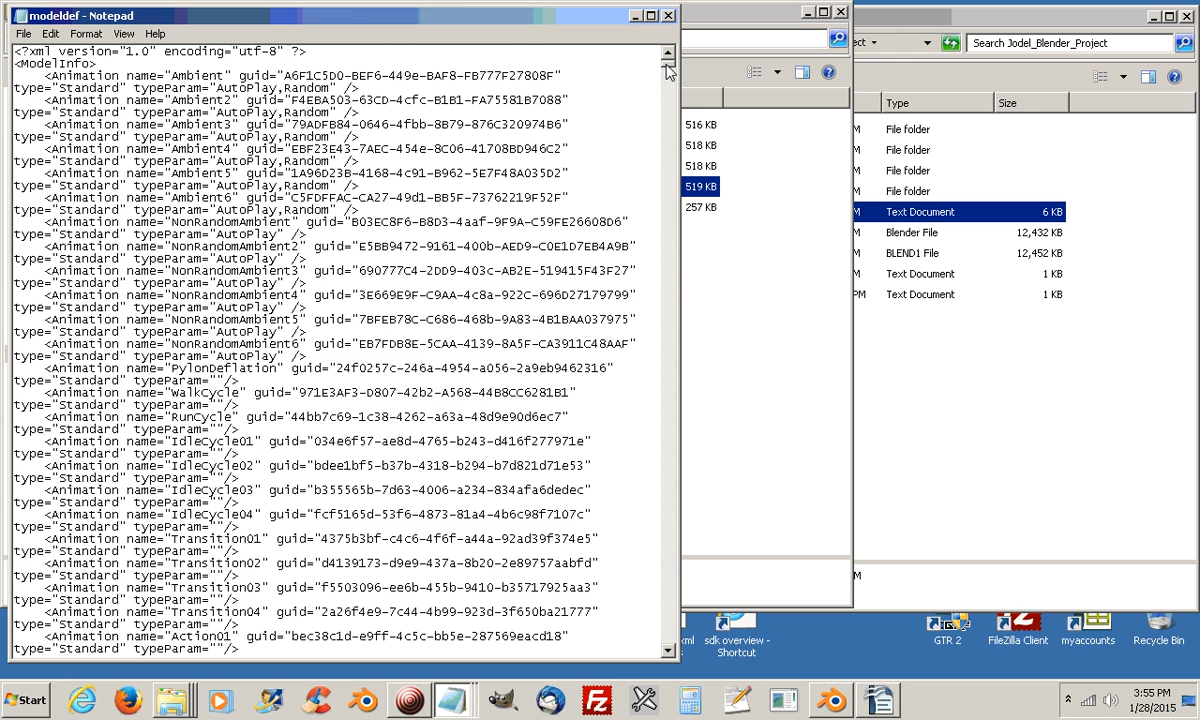 modeldef - Notepad
File Edit Format View Help
<?xml version="1.0" encoding="utf-8" ?>
<ModelInfo>
<Animation name="Ambient" guid="A6F1C5D0-BEF6-449e-BAF8-FB777F27808F"
type="Standard" typeParam="AutoPlay,Random" />
<Animation name="Ambient2" guid="F4EBA503-63CD-4cfc-B1B1-FA75581B7088"
type="Standard" typeParam="AutoPlay,Random" />
<Animation name="Ambient3" guid="79ADFB84-0646-4fbb-8B79-876C320974B6"
type="Standard" typeParam="AutoPlay,Random" />
<Animation name="Ambient4" guid="EBF23E43-7AEC-454e-8C06-41708BD946C2"
type="Standard" typeParam="AutoPlay,Random" />
<Animation name="Ambient5" guid="1A96D23B-4168-4c91-B962-5E7F48A035D2"
type="Standard" typeParam="AutoPlay,Random" />
<Animation name="Ambient6" guid="C5FDFFAC-CA27-49d1-BB5F-73762219F52F"
type="Standard" typeParam="AutoPlay,Random" />
<Animation name="NonRandomAmbient" guid="B03EC8F6-B8D3-4aaf-9F9A-C59FE26608D6"
type="Standard" typeParam="AutoPlay" />
<Animation name="NonRandomAmbient2" guid="E5BB9472-9161-400b-AED9-C0E1D7EB4A9B"
type="Standard" typeParam="AutoPlay" />
<Animation name="NonRandomAmbient3" guid="690777C4-2DD9-403c-AB2E-519415F43F27"
type="Standard" typeParam="AutoPlay" />
<Animation name="NonRandomAmbient4" guid="3E669E9F-C9AA-4c8a-922C-696D27179799"
type="Standard" typeParam="AutoPlay" />
<Animation name="NonRandomAmbient5" guid="7BFEB78C-C686-468b-9A83-4B1BAA037975"
type="Standard" typeParam="AutoPlay" />
<Animation name="NonRandomAmbient6" guid="EB7FDB8E-5CAA-4139-8A5F-CA3911C48AAF"
type="Standard" typeParam="AutoPlay" />
<Animation name="PylonDeflation" guid="24f0257c-246a-4954-a056-2a9eb9462316"
type="Standard" typeParam=""/>
<Animation name="WalkCycle" guid="971E3AF3-D807-42b2-A568-44B8CC6281B1"
type="Standard" typeParam=""/>
<Animation name="RunCycle" guid="44bb7c69-1c38-4262-a63a-48d9e90d6ec7"
type="Standard" typeParam=""/>
<Animation name="IdleCycle01" guid="034e6f57-ae8d-4765-b243-d416f277971e"
type="Standard" typeParam=""/>
<Animation name="IdleCycle02" guid="bdee1bf5-b37b-4318-b294-b7d821d71e53"
type="Standard" typeParam=""/>
<Animation name="IdleCycle03" guid="b355565b-7d63-4006-a234-834afa6dedec"
type="Standard" typeParam=""/>
<Animation name="IdleCycle04" guid="fcf5165d-53f6-4873-81a4-4b6c98f7107c"
type="Standard" typeParam=""/>
<Animation name="Transition01" guid="4375b3bf-c4c6-4f6f-a44a-92ad39f374e5"
type="Standard" typeParam=""/>
<Animation name="Transition02" guid="d4139173-d9e9-437a-8b20-2e89757aabfd"
type="Standard" typeParam=""/>
<Animation name="Transition03" guid="f5503096-ee6b-455b-9410-b35717925aa3"
type="Standard" typeParam=""/>
<Animation name="Transition04" guid="2a26f4e9-7c44-4b99-923d-3f650ba21777"
type="Standard" typeParam=""/>
<Animation name="Action01" guid="bec38c1d-e9ff-4c5c-bb5e-287569eacd18"
type="Standard" typeParam=""/>
516 KB
518 KB
518 KB
519 KB
257 KB
ect
Search Jodel_Blender_Project
Type Size
M File folder
M File folder
M File folder
M File folder
M Text Document 6 KB
M Blender File 12,432 KB
M BLEND1 File 12,452 KB
M Text Document 1 KB
PM Text Document 1 KB
M
xml
sdk overview -
Shortcut
GTR 2
FileZilla Client
myaccounts
Recycle Bin
Start
3:55 PM
1/28/2015